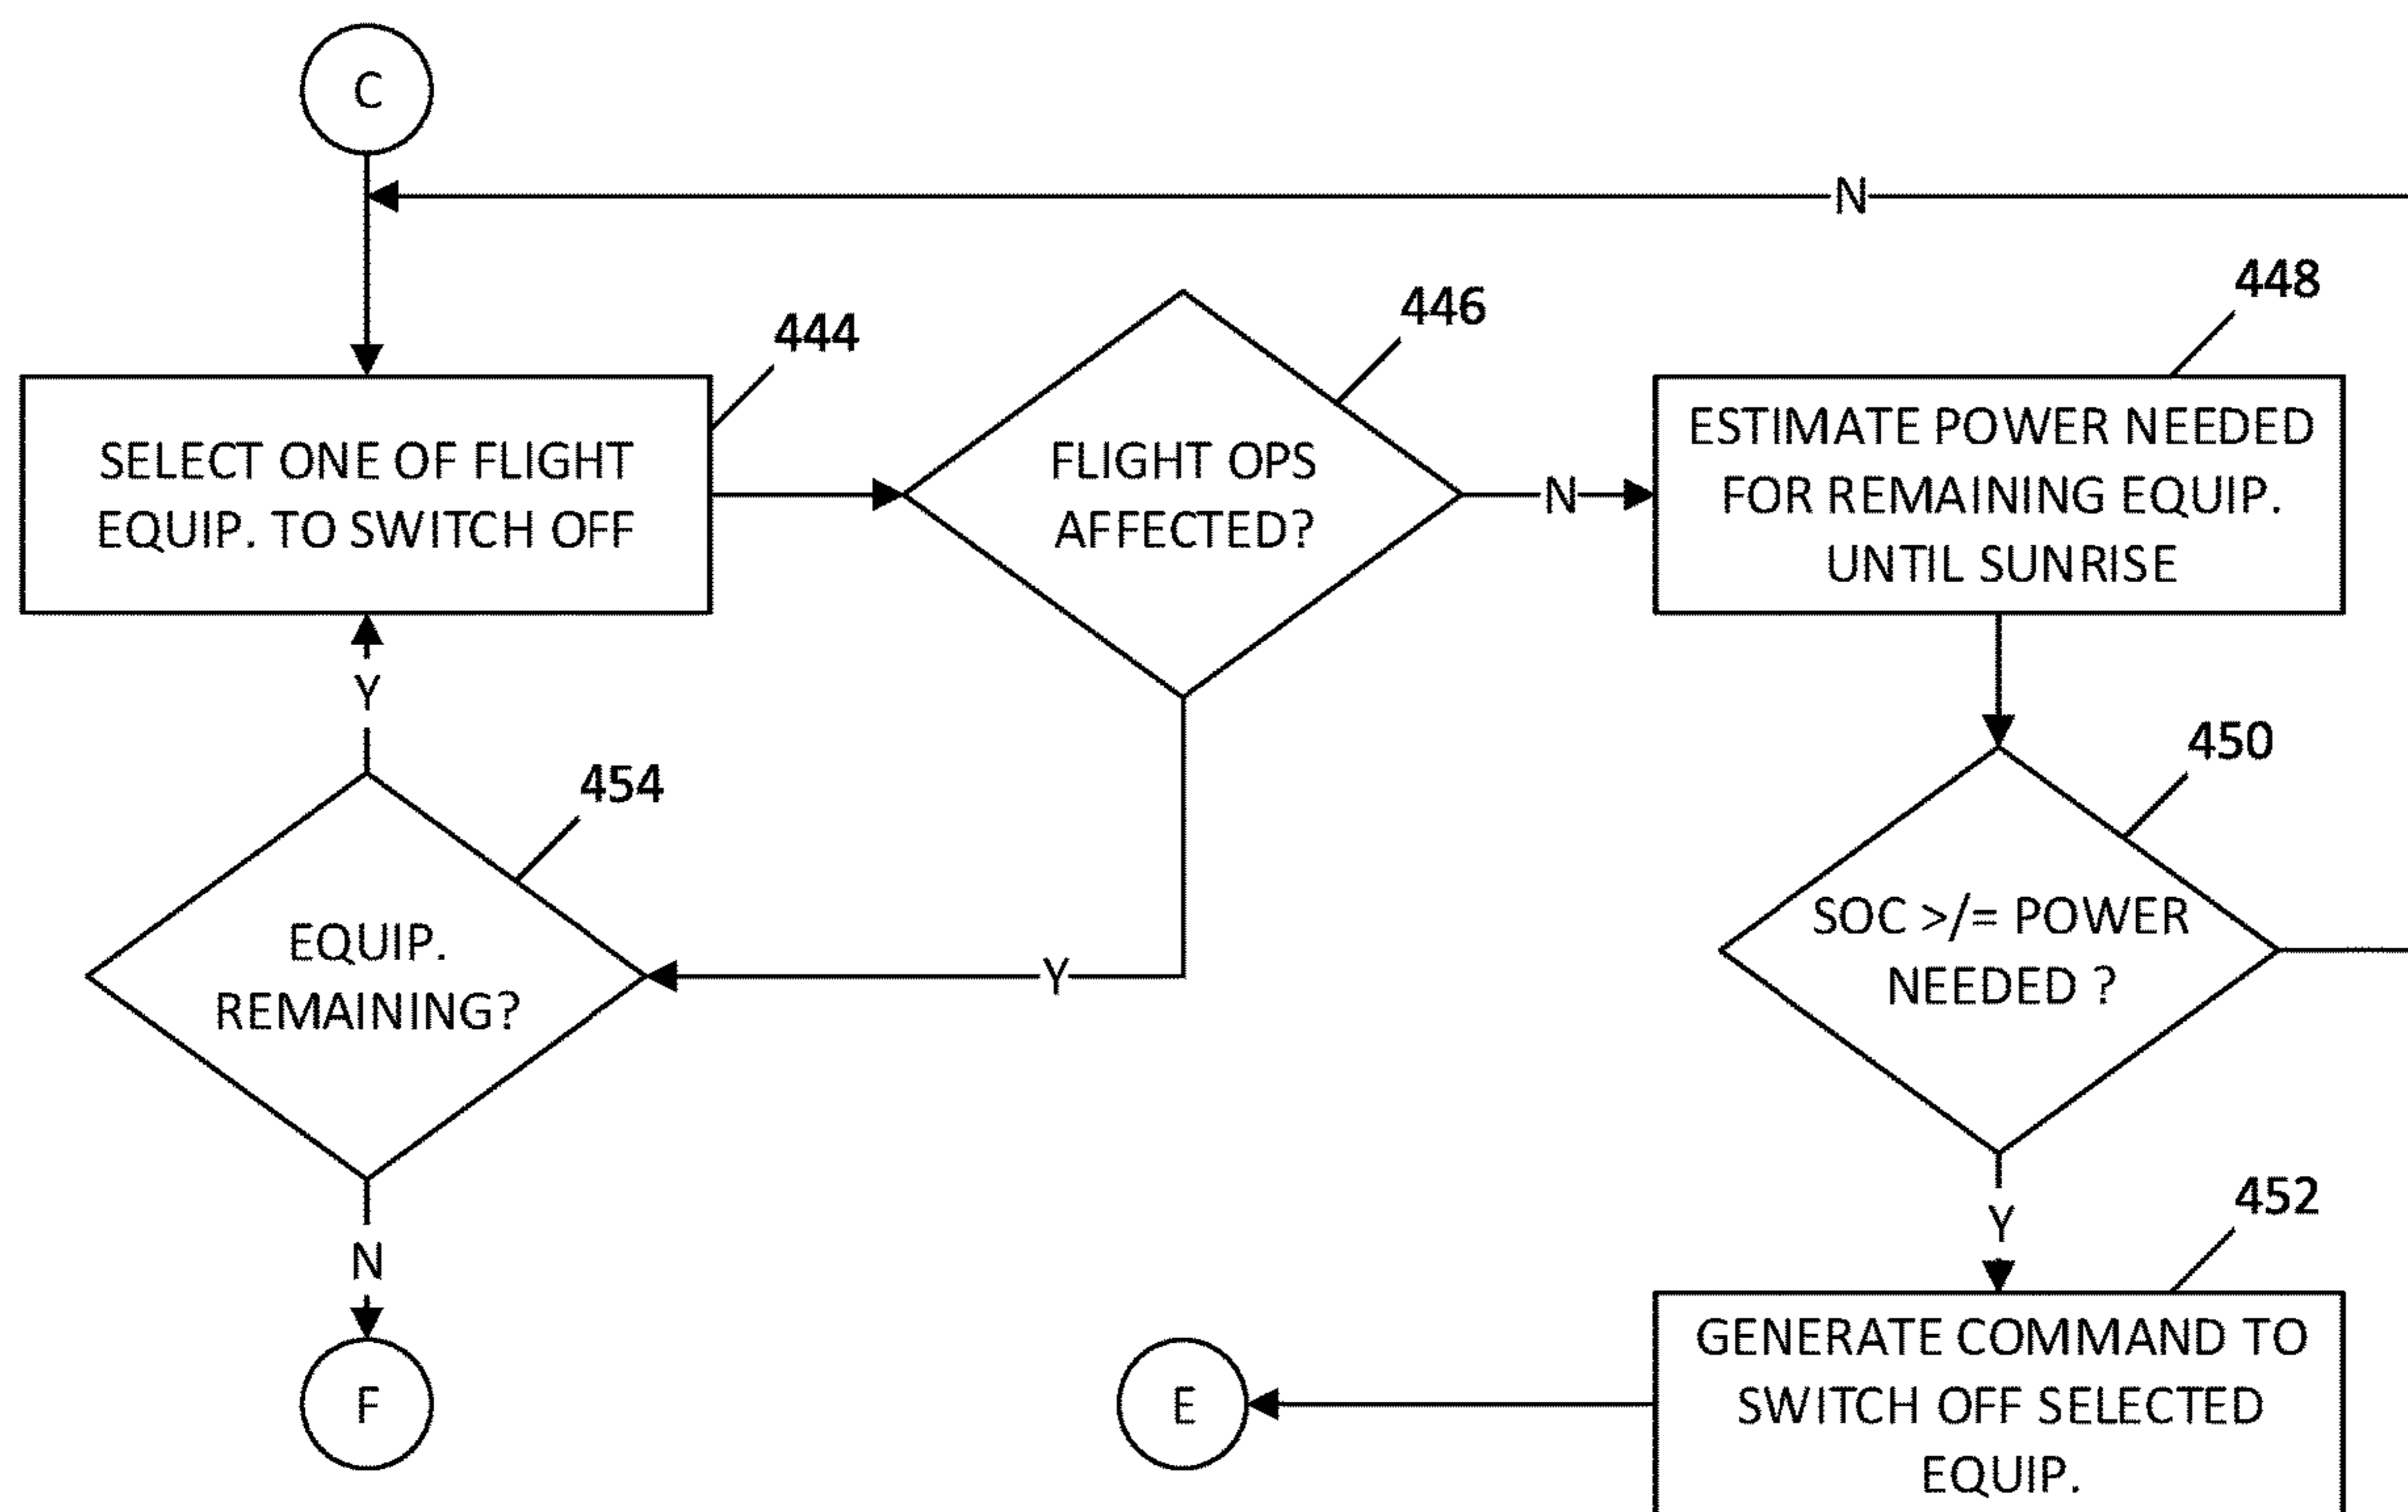 C
N
448
446
444
SELECT ONE OF FLIGHT
EQUIP. TO SWITCH OFF
FLIGHT OPS
AFFECTED?
N
ESTIMATE POWER NEEDED
FOR REMAINING EQUIP.
UNTIL SUNRISE
Y
454
450
EQUIP.
REMAINING?
Y
SOC >/= POWER
NEEDED ?
N
Y
452
F
E
GENERATE COMMAND TO
SWITCH OFF SELECTED
EQUIP.